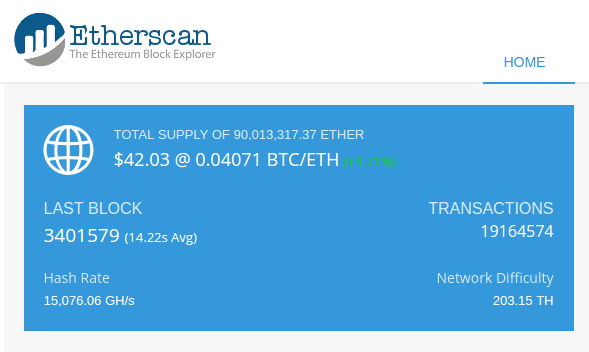 Etherscan
The Ethereum Block Explorer
HOME
TOTAL SUPPLY OF 90,013,317.37 ETHER
$42.03 @ 0.04071 BTC/ETH
LAST BLOCK
3401579 (14.22s Avg)
TRANSACTIONS
19164574
Hash Rate
15,076.06 GH/s
Network Difficulty
203.15 TH